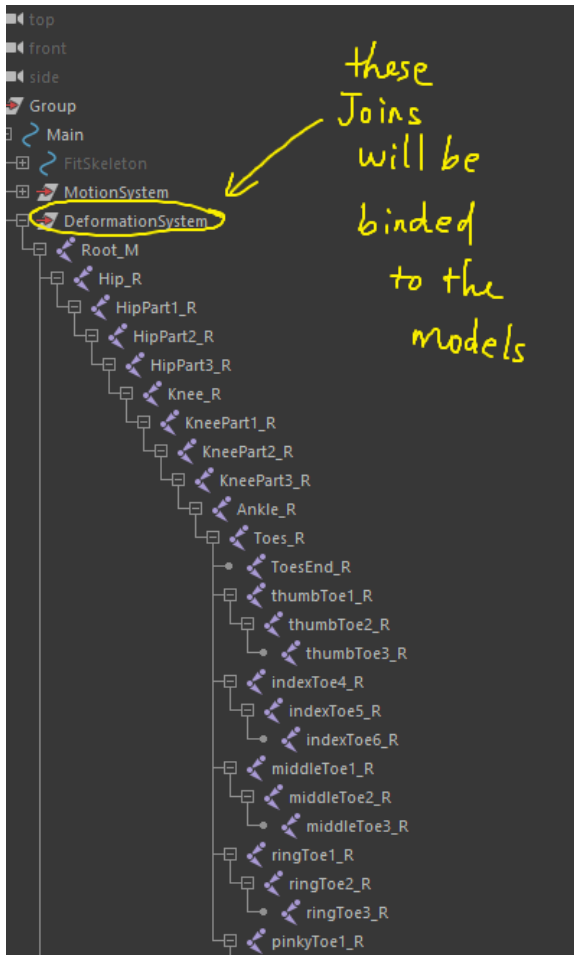 top
front
side
Group
Main
FitSkeleton
MotionSystem
DeformationSystem
Root_M
Hip_R
HipPart1_R
HipPart2_R
HipPart3_R
Knee_R
KneePart1_R
KneePart2_R
KneePart3_R
Ankle_R
Toes_R
ToesEnd_R
thumbToe1_R
thumbToe2_R
thumbToe3_R
indexToe4_R
indexToe5_R
indexToe6_R
middleToe1_R
middleToe2_R
middleToe3_R
ringToe1_R
ringToe2_R
ringToe3_R
pinkyToe1_R
these
Joins
will be
binded
to the
models